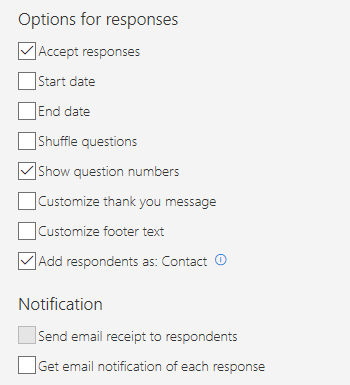 Options for responses
Accept responses
Start date
End date
Shuffle questions
Show question numbers
Customize thank you message
Customize footer text
Add respondents as: Contact
Notification
Send email receipt to respondents
Get email notification of each response